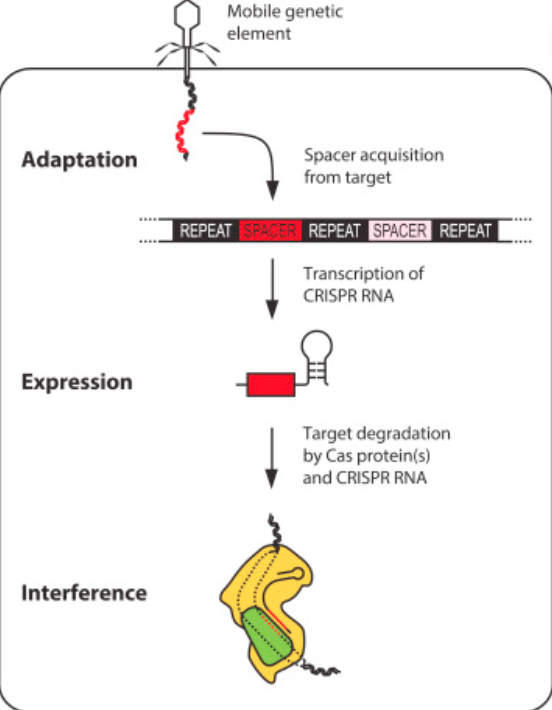 Mobile genetic
element
Adaptation
Spacer acquisition
from target
REPEAT SPACER REPEAT SPACER REPEAT
Transcription of
CRISPR RNA
Expression
Target degradation
by Cas protein(s)
and CRISPR RNA
Interference